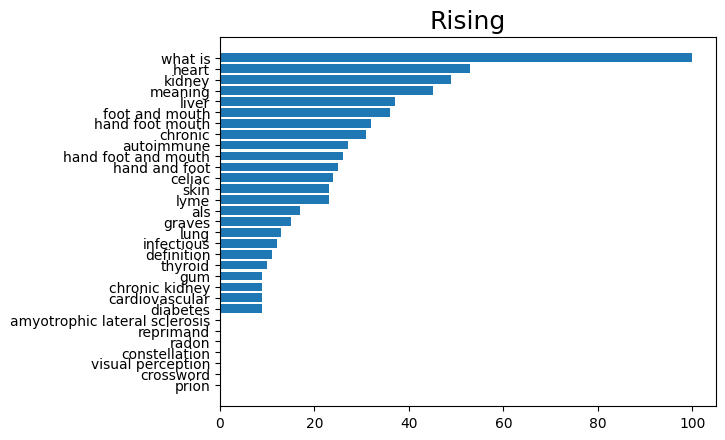 Rising
what is
heart
kidney
meaning
liver
foot and mouth
hand foot mouth
chronic
autoimmune
hand foot and mouth
hand and foot
celiac
skin
lyme
als
graves
lung
infectious
definition
thyroid
gum
chronic kidney
cardiovascular
diabetes
amyotrophic lateral sclerosis
reprimand
radon
constellation
visual perception
crossword
prion
0 20 40 60 80 100